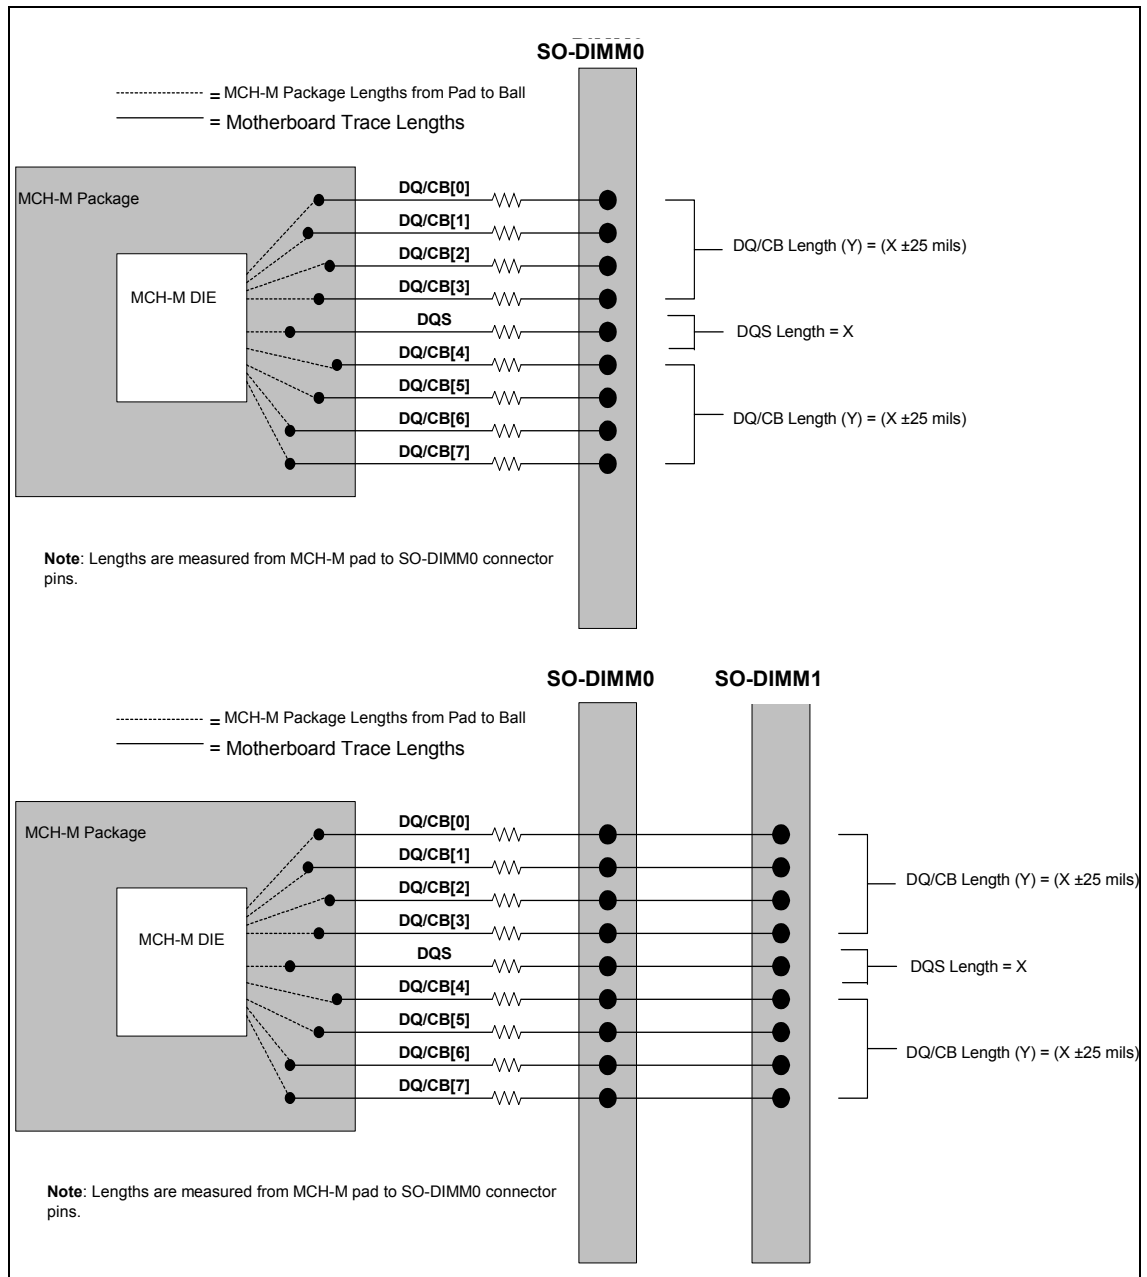 SO-DIMM0
= MCH-M Package Lengths from Pad to Ball
= Motherboard Trace Lengths
MCH-M Package
MCH-M DIE
DQ/CB[0]
DQ/CB[1]
DQ/CB[2]
DQ/CB[3]
DQS
DQ/CB[4]
DQ/CB[5]
DQ/CB[6]
DQ/CB[7]
DQ/CB Length (Y) = (X ±25 mils)
DQS Length = X
DQ/CB Length (Y) = (X ±25 mils)
Note: Lengths are measured from MCH-M pad to SO-DIMM0 connector
pins.
SO-DIMM0 SO-DIMM1
= MCH-M Package Lengths from Pad to Ball
= Motherboard Trace Lengths
MCH-M Package
MCH-M DIE
DQ/CB[0]
DQ/CB[1]
DQ/CB[2]
DQ/CB[3]
DQS
DQ/CB[4]
DQ/CB[5]
DQ/CB[6]
DQ/CB[7]
DQ/CB Length (Y) = (X ±25 mils)
DQS Length = X
DQ/CB Length (Y) = (X ±25 mils)
Note: Lengths are measured from MCH-M pad to SO-DIMM0 connector
pins.